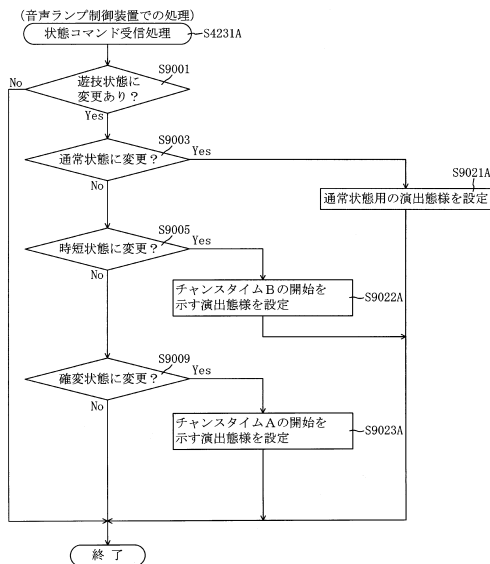 (音声ランプ制御装置での処理)
状態コマンド受信処理
S4231A
S9001
遊技状態に
変更あり?
No
Yes
S9003
通常状態に変更?
Yes
No
S9021A
通常状態用の演出態様を設定
S9005
時短状態に変更?
Yes
No
チャンスタイムBの開始を
示す演出態様を設定
S9022A
S9009
確変状態に変更?
Yes
No
チャンスタイムAの開始を
示す演出態様を設定
S9023A
終了